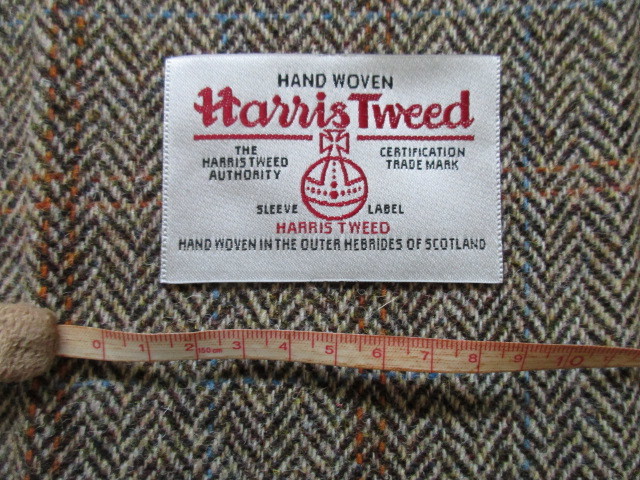 HAND WOVEN
Harris Tweed
THE HARRIS TWEED AUTHORITY
CERTIFICATION TRADE MARK
SLEEVE LABEL
HARRIS TWEED
HAND WOVEN IN THE OUTER HEBRIDES OF SCOTLAND
0 1 2 150cm 3 4 5 6 7 8 9 10